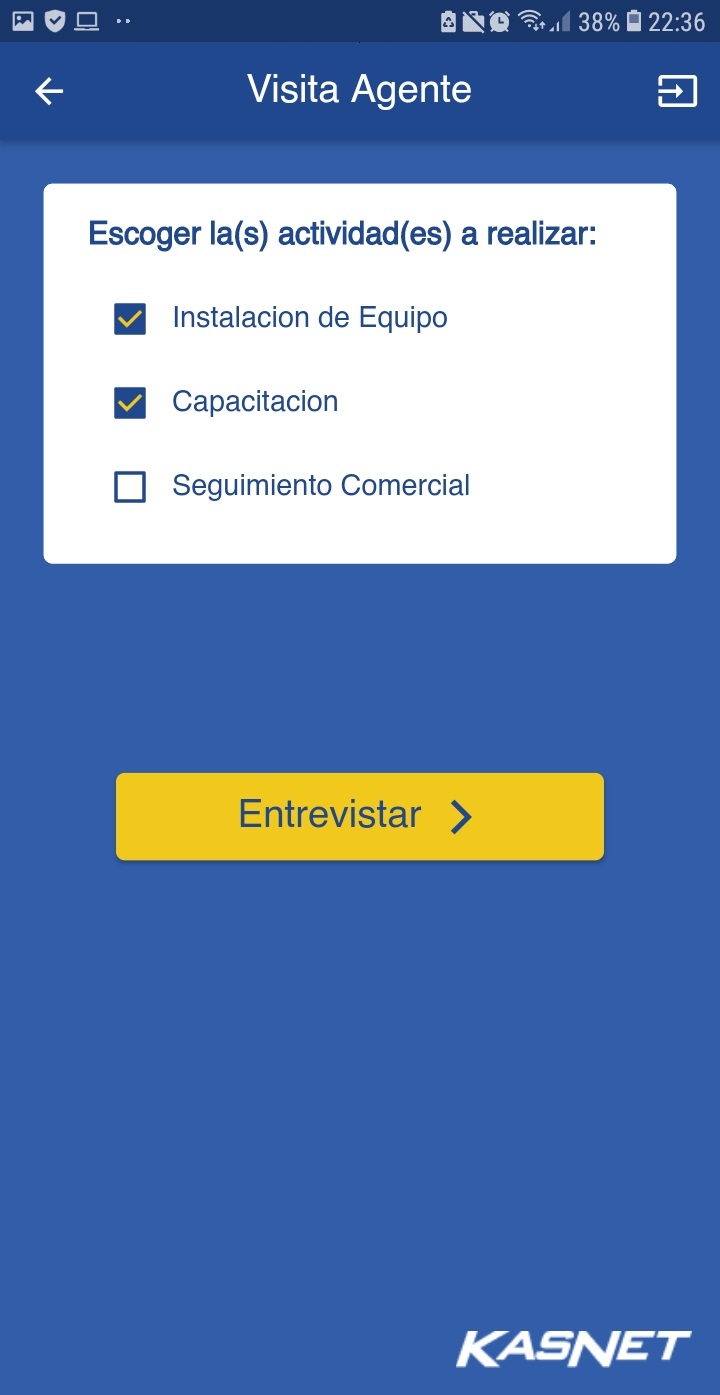 38% 22:36
Visita Agente
Escoger la(s) actividad(es) a realizar:
Instalacion de Equipo
Capacitacion
Seguimiento Comercial
Entrevistar
KASNET